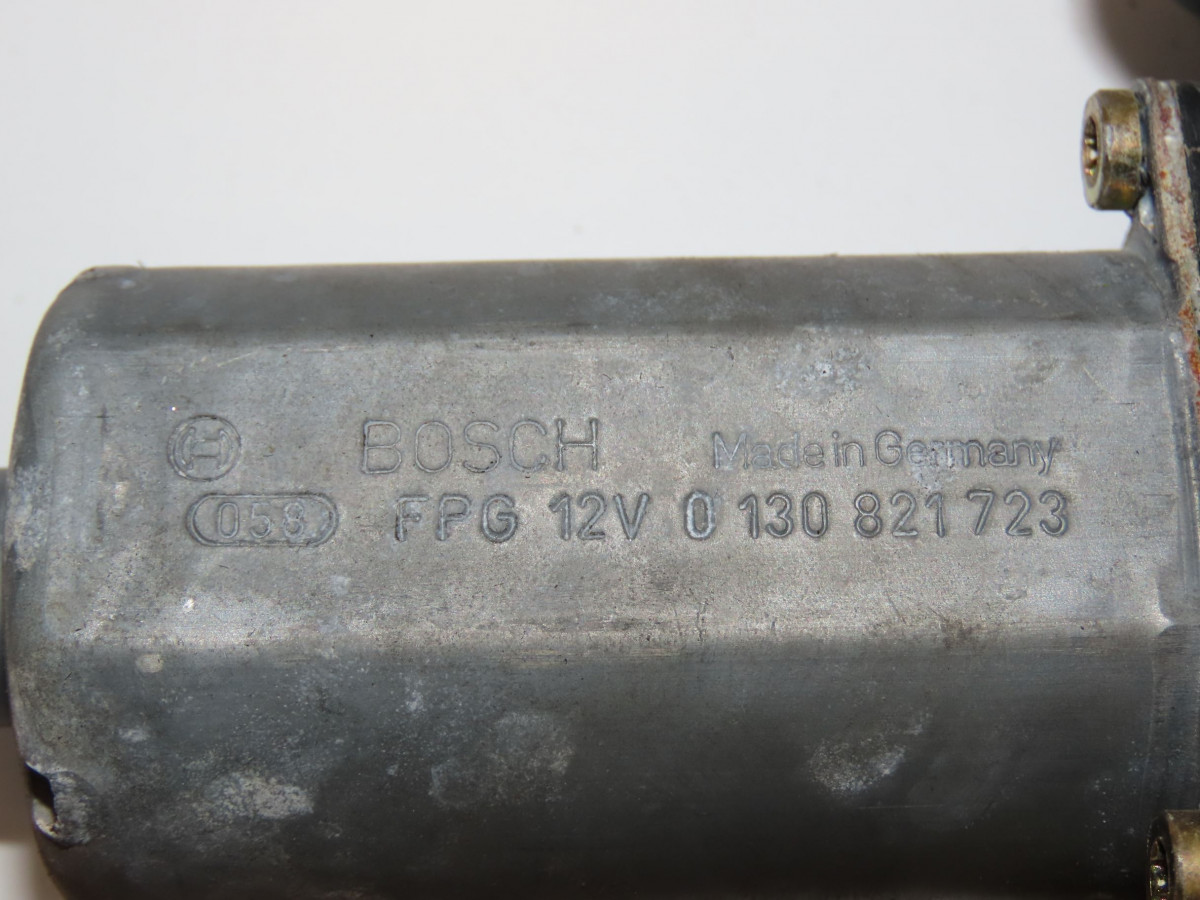 BOSCH Made in Germany
058 FPG 12V 0 130 821 723